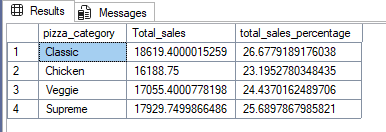 Results Messages
pizza_category Total_sales total_sales_percentage
1 Classic 18619.4000015259 26.6779189176038
2 Chicken 16188.75 23.1952780348435
3 Veggie 17055.4000778198 24.4370162489706
4 Supreme 17929.7499866486 25.6897867985821